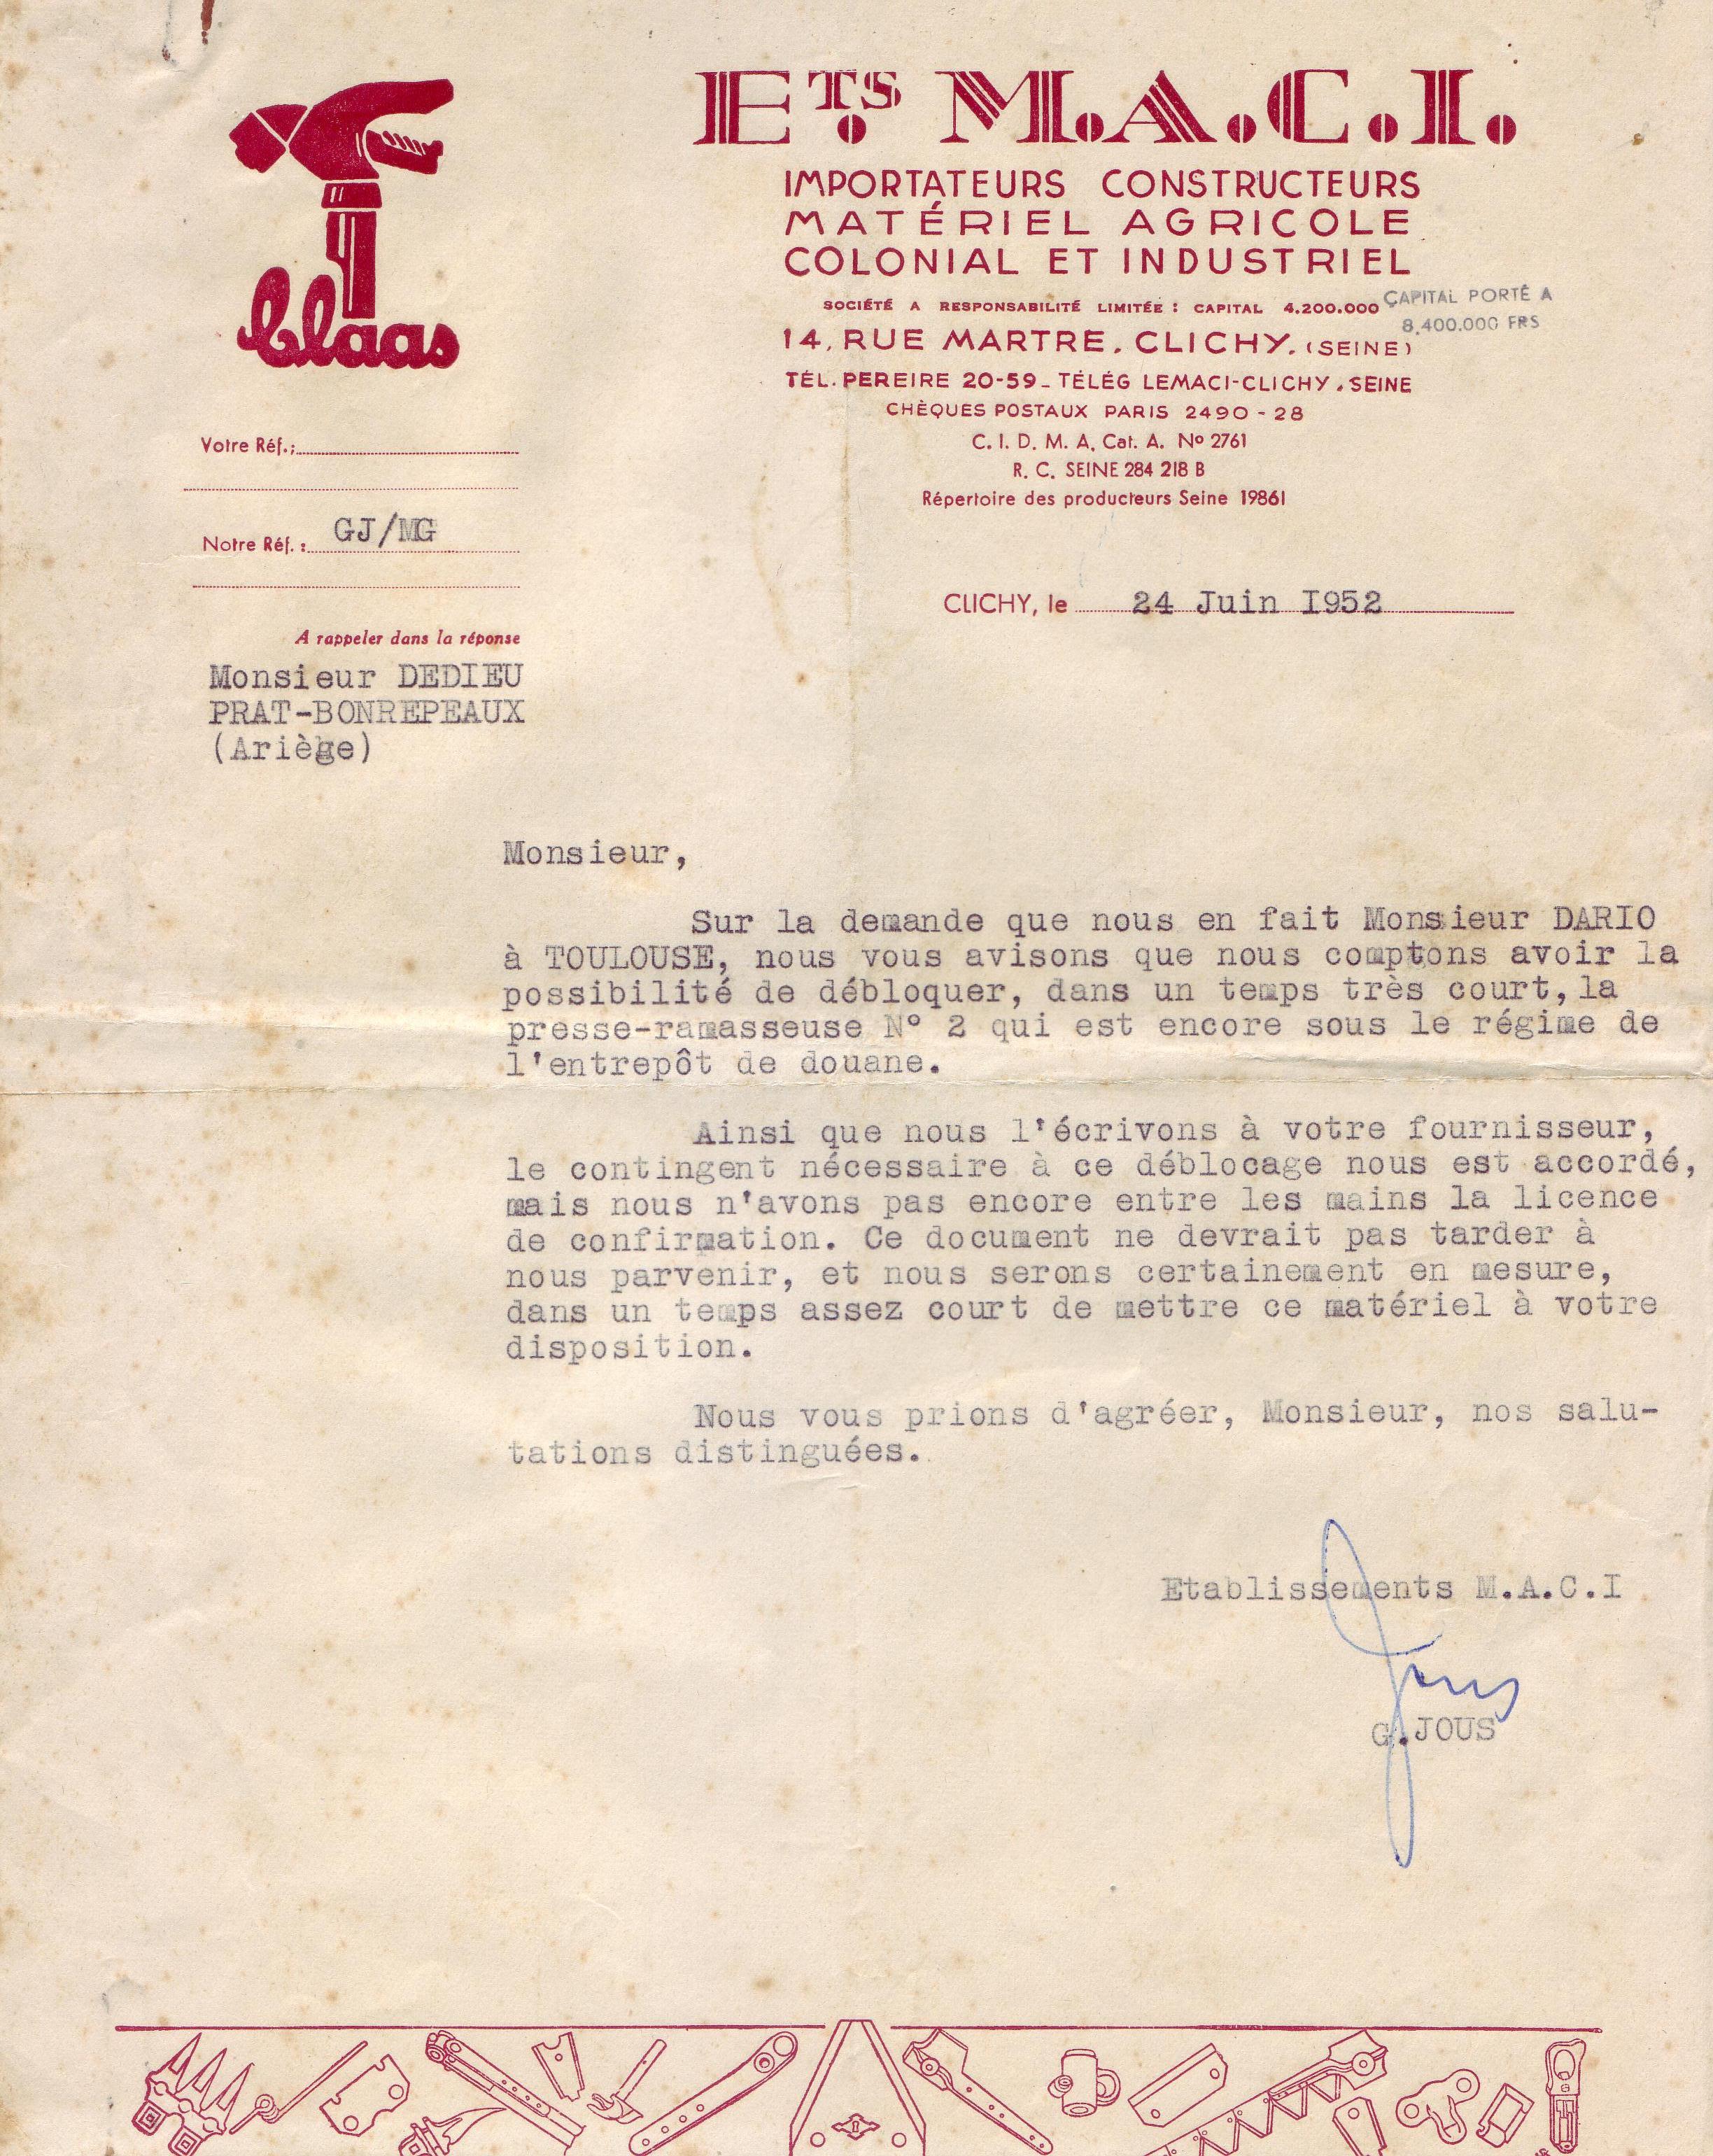 claas
Ets. M.A.C.I.
IMPORTATEURS CONSTRUCTEURS
MATÉRIEL AGRICOLE
COLONIAL ET INDUSTRIEL
SOCIÉTÉ A RESPONSABILITÉ LIMITÉE : CAPITAL 4.200.000 CAPITAL PORTÉ A
8.400.000 FRS
14, RUE MARTRE. CLICHY. (SEINE)
TÉL. PEREIRE 20-59 _ TÉLÉG LEMACI-CLICHY . SEINE
CHÈQUES POSTAUX PARIS 2490 - 28
C. I. D. M. A. Cat. A. No 2761
R. C. SEINE 284 218 B
Répertoire des producteurs Seine 19861
Votre Réf. :
Notre Réf. : GJ/MG
CLICHY, le 24 Juin I952
A rappeler dans la réponse
Monsieur DEDIEU
PRAT-BONREPEAUX
(Ariège)
Monsieur,
Sur la demande que nous en fait Monsieur DARIO
à TOULOUSE, nous vous avisons que nous comptons avoir la
possibilité de débloquer, dans un temps très court, la
presse-ramasseuse N° 2 qui est encore sous le régime de
l'entrepôt de douane.
Ainsi que nous l'écrivons à votre fournisseur,
le contingent nécessaire à ce déblocage nous est accordé,
mais nous n'avons pas encore entre les mains la licence
de confirmation. Ce document ne devrait pas tarder à
nous parvenir, et nous serons certainement en mesure,
dans un temps assez court de mettre ce matériel à votre
disposition.
Nous vous prions d'agréer, Monsieur, nos salu-
tations distinguées.
Etablissements M.A.C.I
Jous
G.JOUS